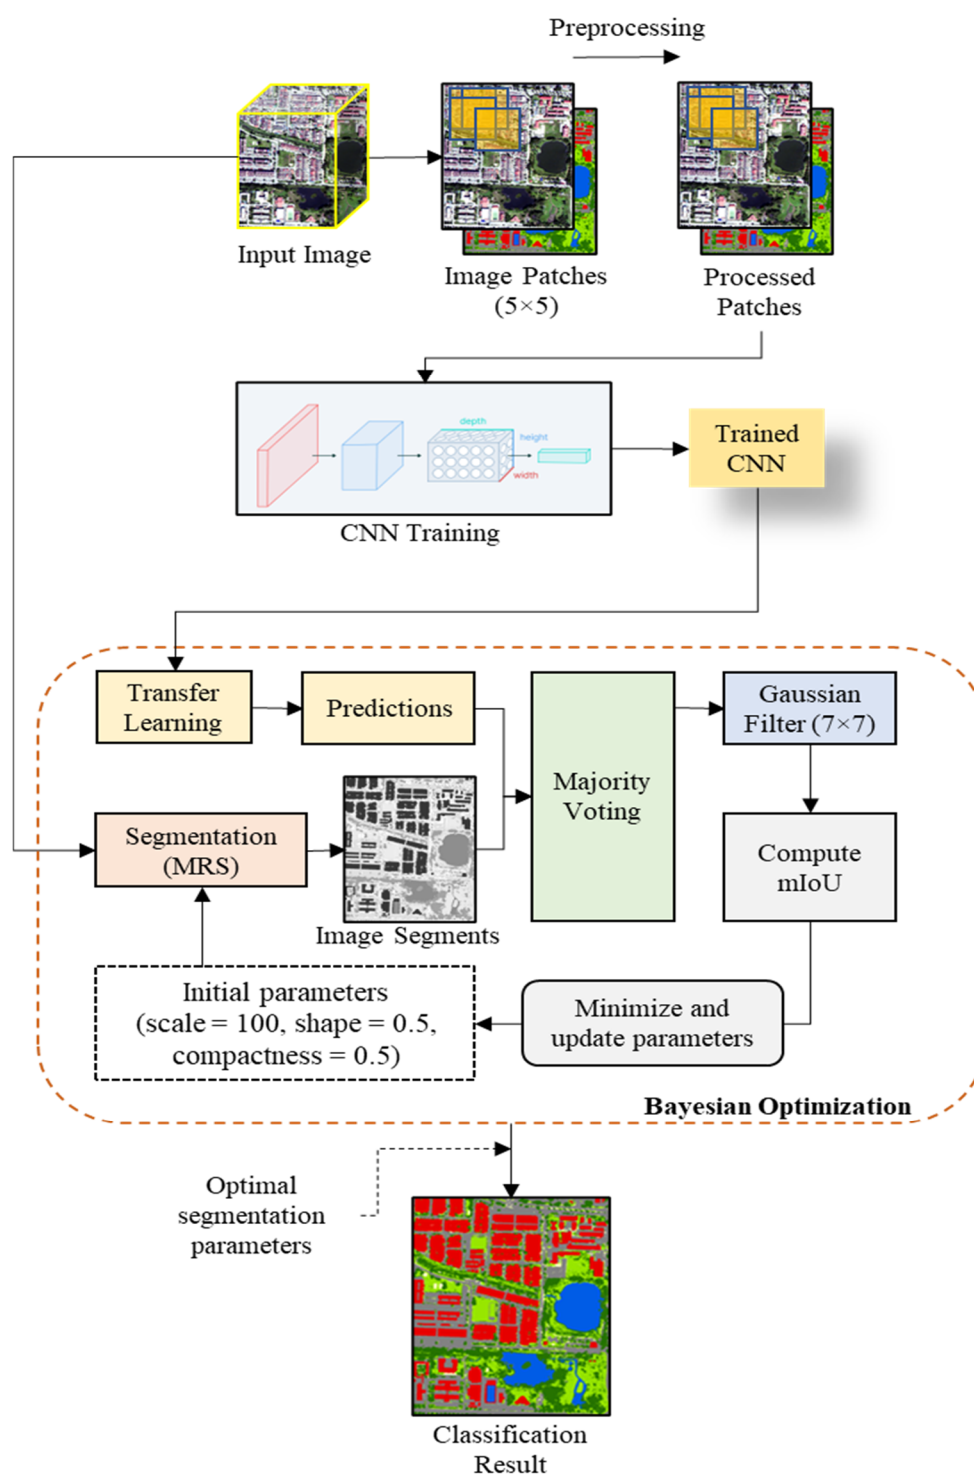 Preprocessing
Input Image
Image Patches
(5×5)
Processed
Patches
depth
height
width
CNN Training
Trained
CNN
Transfer
Learning
Predictions
Majority
Voting
Gaussian
Filter (7×7)
Segmentation
(MRS)
Image Segments
Compute
mIoU
Initial parameters
(scale = 100, shape = 0.5,
compactness = 0.5)
Minimize and
update parameters
Bayesian Optimization
Optimal
segmentation
parameters
Classification
Result